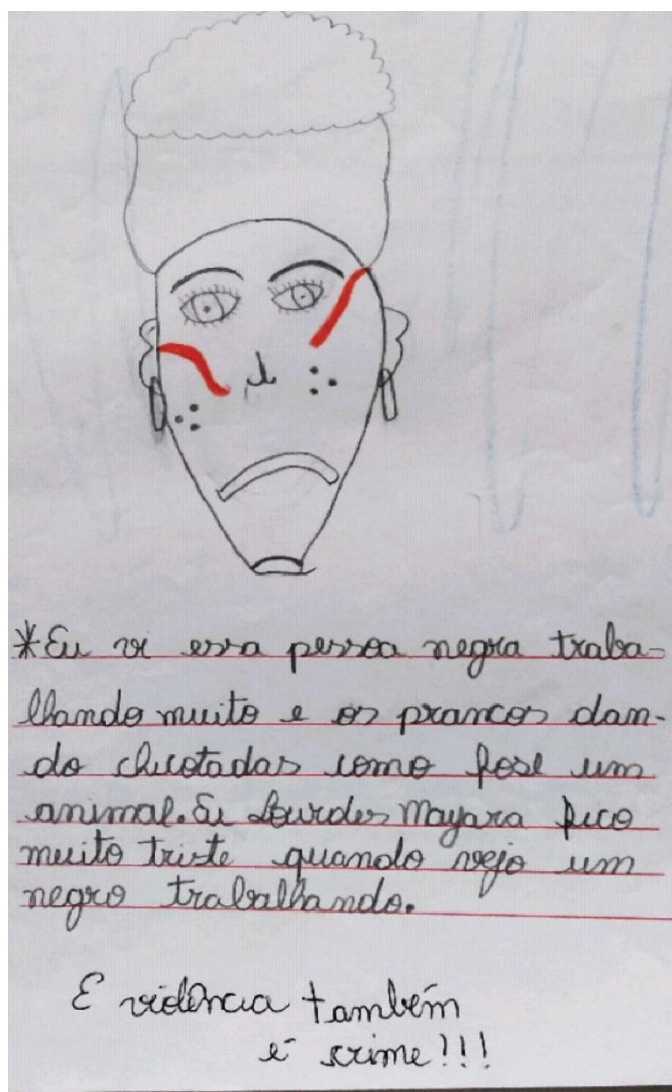 *Eu vi essa pessoa negra traba-
lhando muito e os prancos dan-
do chicotadas como fose um
animal. Eu Lourdes Mayara fico
muito triste quando vejo um
negro trabalhando.
E violência também
é crime!!!